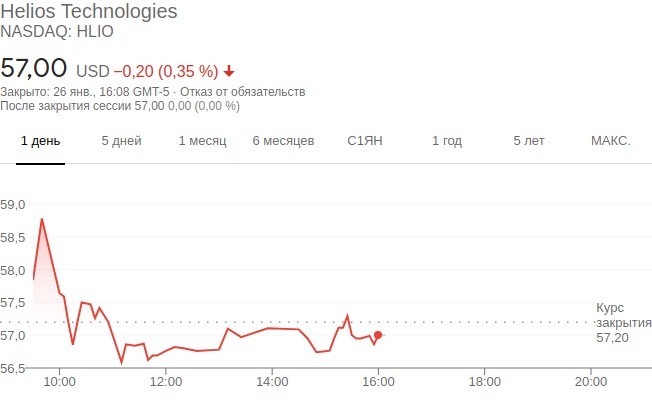 Helios Technologies
NASDAQ: HLIO
57,00 USD −0,20 (0,35 %)
Закрыто: 26 янв., 16:08 GMT-5 · Отказ от обязательств
После закрытия сессии 57,00 0,00 (0,00 %)
1 день 5 дней 1 месяц 6 месяцев С1ЯН 1 год 5 лет МАКС.
59,0
58,5
58,0
57,5
Курс
закрытия
57,20
57,0
56,5
10:00 12:00 14:00 16:00 18:00 20:00